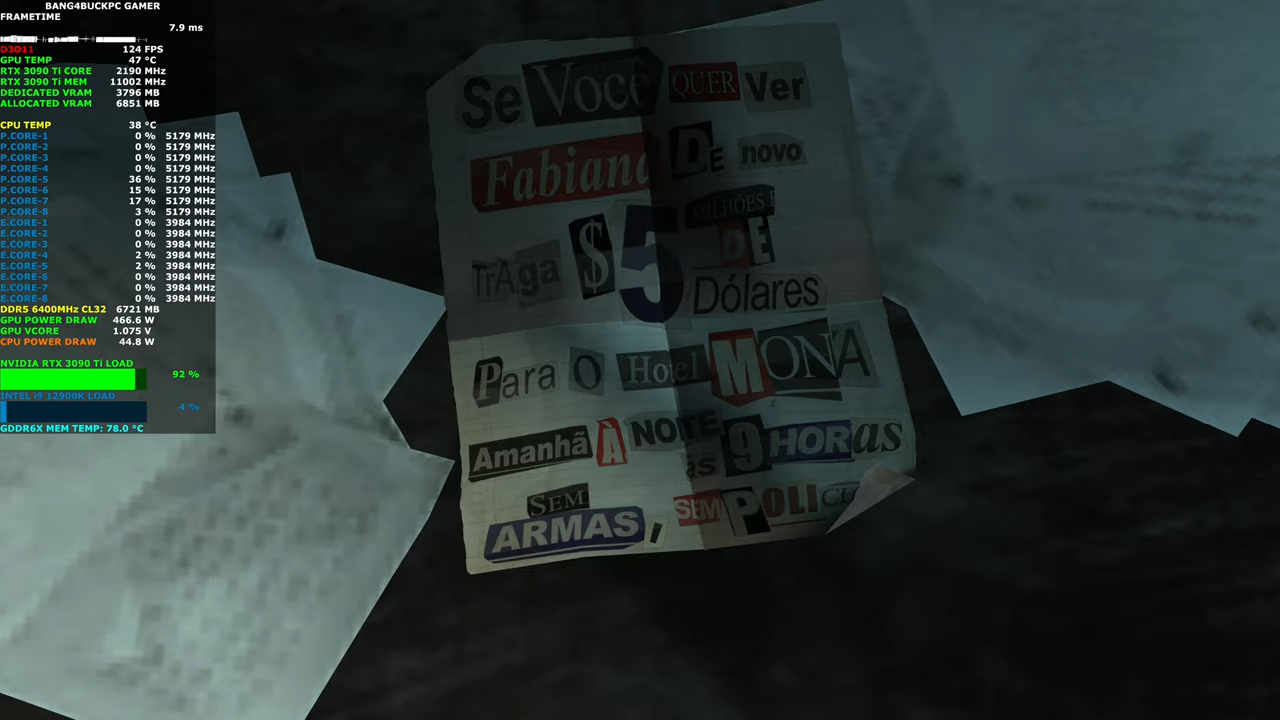 BANG4BUCKPC GAMER
FRAMETIME
7.9 ms
D3D11 124 FPS
GPU TEMP 47 °C
RTX 3090 Ti CORE 2190 MHz
RTX 3090 Ti MEM 11002 MHz
DEDICATED VRAM 3796 MB
ALLOCATED VRAM 6851 MB
CPU TEMP 38 °C
P.CORE-1 0 % 5179 MHz
P.CORE-2 0 % 5179 MHz
P.CORE-3 0 % 5179 MHz
P.CORE-4 0 % 5179 MHz
P.CORE-5 36 % 5179 MHz
P.CORE-6 15 % 5179 MHz
P.CORE-7 17 % 5179 MHz
P.CORE-8 3 % 5179 MHz
E.CORE-1 0 % 3984 MHz
E.CORE-2 0 % 3984 MHz
E.CORE-3 0 % 3984 MHz
E.CORE-4 2 % 3984 MHz
E.CORE-5 2 % 3984 MHz
E.CORE-6 0 % 3984 MHz
E.CORE-7 0 % 3984 MHz
E.CORE-8 0 % 3984 MHz
DDR5 6400MHz CL32 6721 MB
GPU POWER DRAW 466.6 W
GPU VCORE 1.075 V
CPU POWER DRAW 44.8 W
NVIDIA RTX 3090 Ti LOAD
92 %
INTEL i9 12900K LOAD
4 %
GDDR6X MEM TEMP: 78.0 °C
Se Você QUER Ver
Fabiana DE novo
TrAga $5 MILHÕES DE Dólares
Para O Hotel MONA
Amanhã À NOITE às 9 HORas
SEM ARMAS, SEM POLICIA